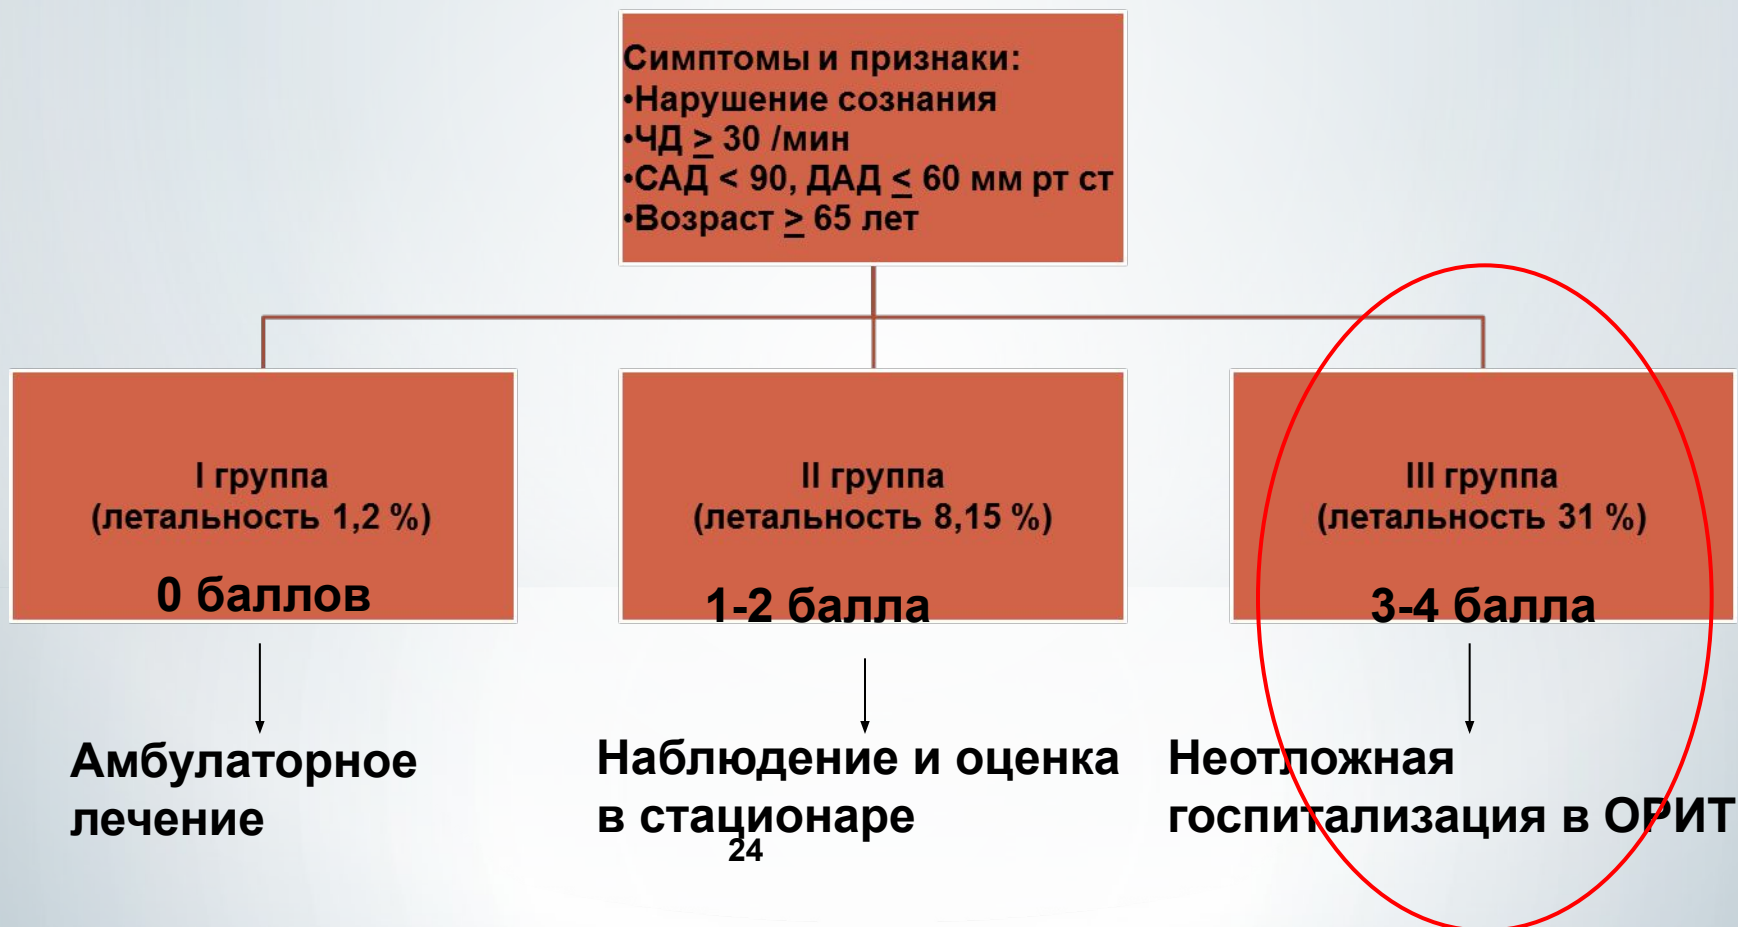 Симптомы и признаки:
•Нарушение сознания
•ЧД ≥ 30 /мин
•САД < 90, ДАД ≤ 60 мм рт ст
•Возраст ≥ 65 лет
I группа
(летальность 1,2 %)
0 баллов
II группа
(летальность 8,15 %)
1-2 балла
III группа
(летальность 31 %)
3-4 балла
Амбулаторное
лечение
Наблюдение и оценка
в стационаре
Неотложная
госпитализация в ОРИТ
24